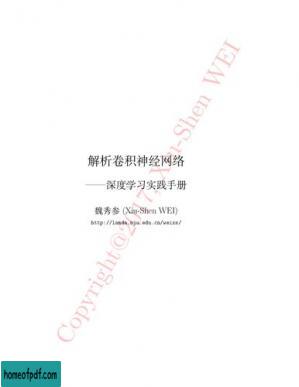 解析卷积神经网络
——深度学习实践手册
魏秀参 (Xiu-Shen WEI)
http://lamda.nju.edu.cn/weixs/
Copyright@2017, Xiu-Shen WEI
homeofpdf.com